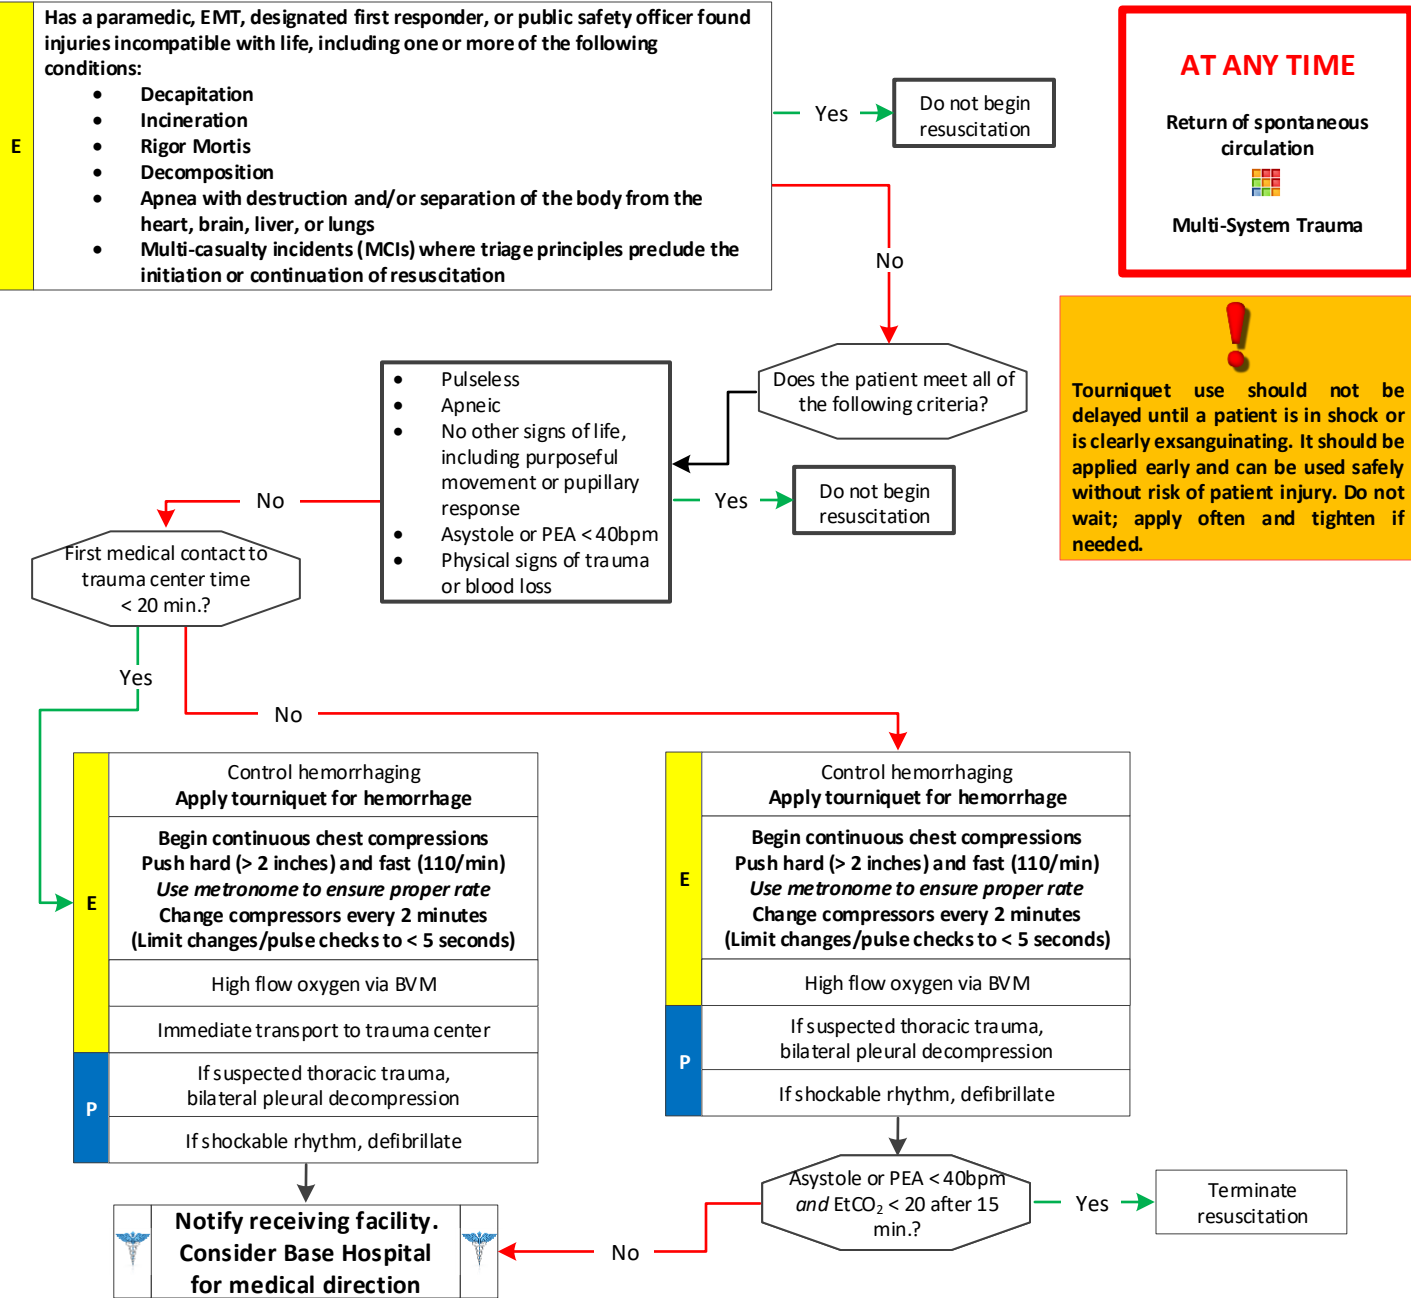 Has a paramedic, EMT, designated first responder, or public safety officer found
injuries incompatible with life, including one or more of the following
conditions:
• Decapitation
• Incineration
• Rigor Mortis
• Decomposition
• Apnea with destruction and/or separation of the body from the
heart, brain, liver, or lungs
• Multi-casualty incidents (MCIs) where triage principles preclude the
initiation or continuation of resuscitation
E
Yes
Do not begin
resuscitation
No
AT ANY TIME
Return of spontaneous
circulation
Multi-System Trauma
Tourniquet use should not be
delayed until a patient is in shock or
is clearly exsanguinating. It should be
applied early and can be used safely
without risk of patient injury. Do not
wait; apply often and tighten if
needed.
Does the patient meet all of
the following criteria?
• Pulseless
• Apneic
• No other signs of life,
including purposeful
movement or pupillary
response
• Asystole or PEA < 40bpm
• Physical signs of trauma
or blood loss
Yes
Do not begin
resuscitation
No
First medical contact to
trauma center time
< 20 min.?
Yes
No
E
Control hemorrhaging
Apply tourniquet for hemorrhage
Begin continuous chest compressions
Push hard (> 2 inches) and fast (110/min)
Use metronome to ensure proper rate
Change compressors every 2 minutes
(Limit changes/pulse checks to < 5 seconds)
High flow oxygen via BVM
Immediate transport to trauma center
P
If suspected thoracic trauma,
bilateral pleural decompression
If shockable rhythm, defibrillate
Notify receiving facility.
Consider Base Hospital
for medical direction
E
Control hemorrhaging
Apply tourniquet for hemorrhage
Begin continuous chest compressions
Push hard (> 2 inches) and fast (110/min)
Use metronome to ensure proper rate
Change compressors every 2 minutes
(Limit changes/pulse checks to < 5 seconds)
High flow oxygen via BVM
P
If suspected thoracic trauma,
bilateral pleural decompression
If shockable rhythm, defibrillate
Asystole or PEA < 40bpm
and EtCO₂ < 20 after 15
min.?
Yes
Terminate
resuscitation
No